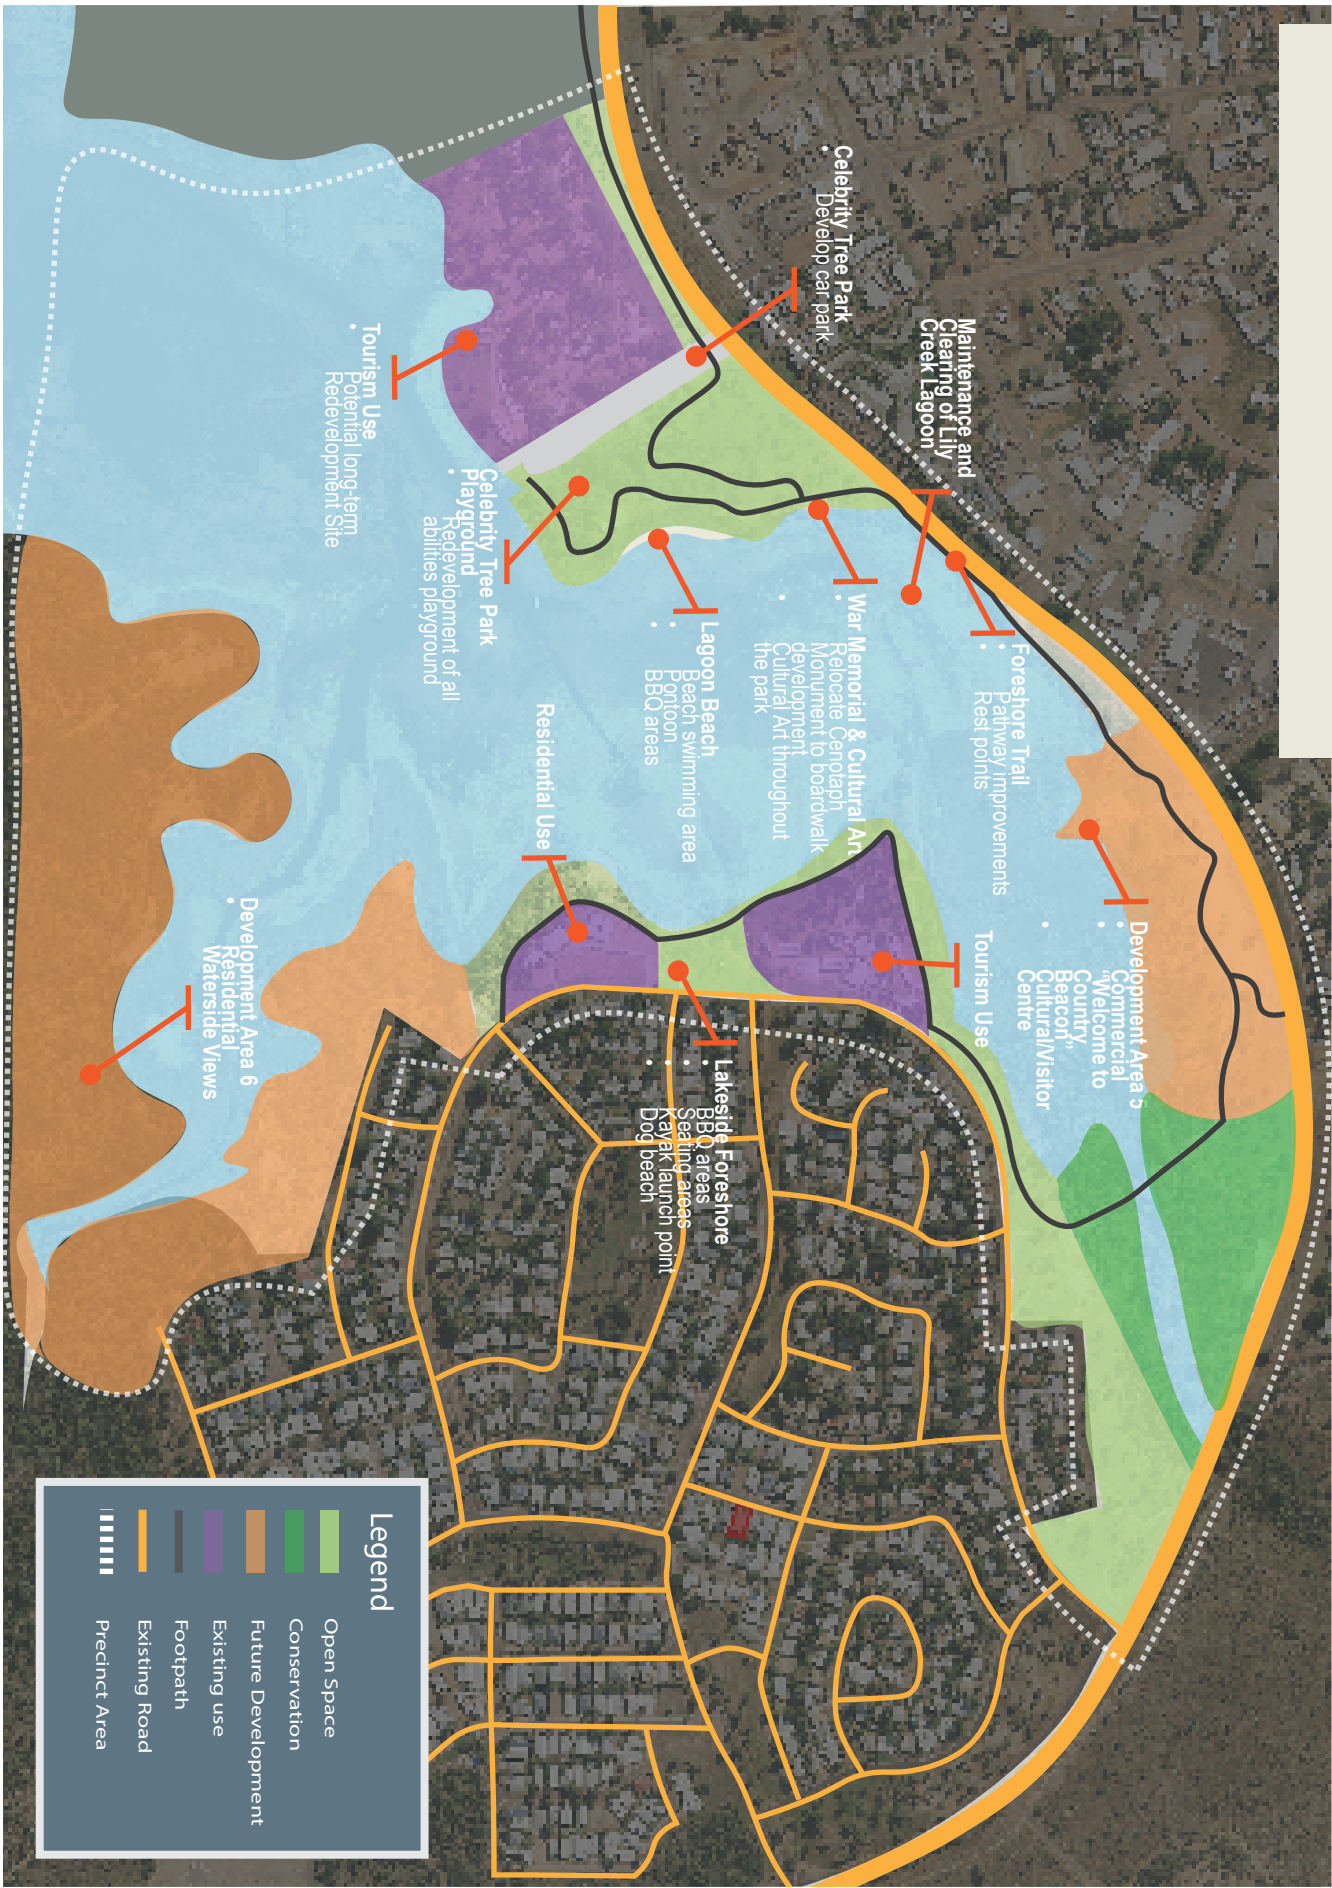 Celebrity Tree Park
• Develop car park
Maintenance and
Clearing of Lily
Creek Lagoon
Foreshore Trail
• Pathway improvements
• Rest points
Development Area 5
• Commercial
• "Welcome to
Country
Beacon"
• Cultural/Visitor
Centre
War Memorial & Cultural Art
• Relocate Cenotaph
Monument to boardwalk
development
• Cultural Art throughout
the park
Tourism Use
Lagoon Beach
• Beach swimming area
• Pontoon
BBQ areas
Lakeside Foreshore
• BBQ areas
• Seating areas
• Kayak launch point
• Dog beach
Residential Use
Celebrity Tree Park
Playground
• Redevelopment of all
abilities playground
Tourism Use
• Potential long-term
Redevelopment Site
Development Area 6
• Residential
Waterside Views
Legend
Open Space
Conservation
Future Development
Existing use
Footpath
Existing Road
Precinct Area